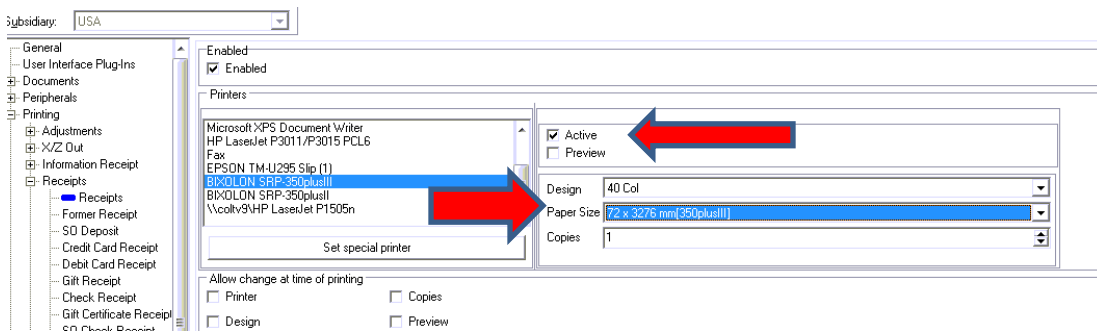 Subsidiary: USA
General
User Interface Plug-Ins
Documents
Peripherals
Printing
Adjustments
X/Z Out
Information Receipt
Receipts
Receipts
Former Receipt
SO Deposit
Credit Card Receipt
Debit Card Receipt
Gift Receipt
Check Receipt
Gift Certificate Receipt
SO Check Receipt
Enabled
Enabled
Printers
Microsoft XPS Document Writer
HP LaserJet P3011/P3015 PCL6
Fax
EPSON TM-U295 Slip (1)
BIXOLON SRP-350plusIII
BIXOLON SRP-350plusII
\\coltv9\HP LaserJet P1505n
Set special printer
Active
Preview
Design 40 Col
Paper Size 72 x 3276 mm[350plusIII]
Copies 1
Allow change at time of printing
Printer Copies
Design Preview